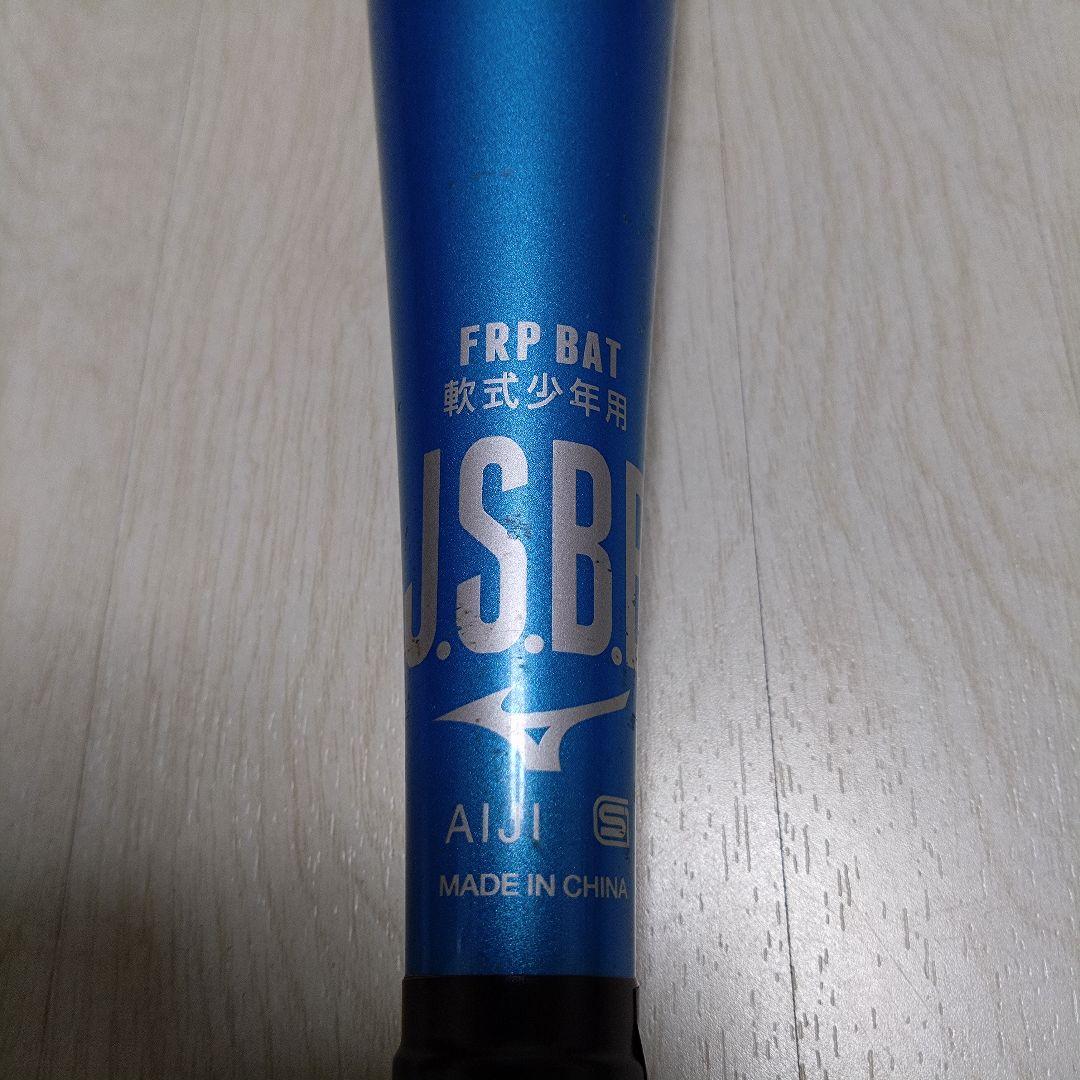 FRP BAT
軟式少年用
J.S.B.B
AIJI S
MADE IN CHINA